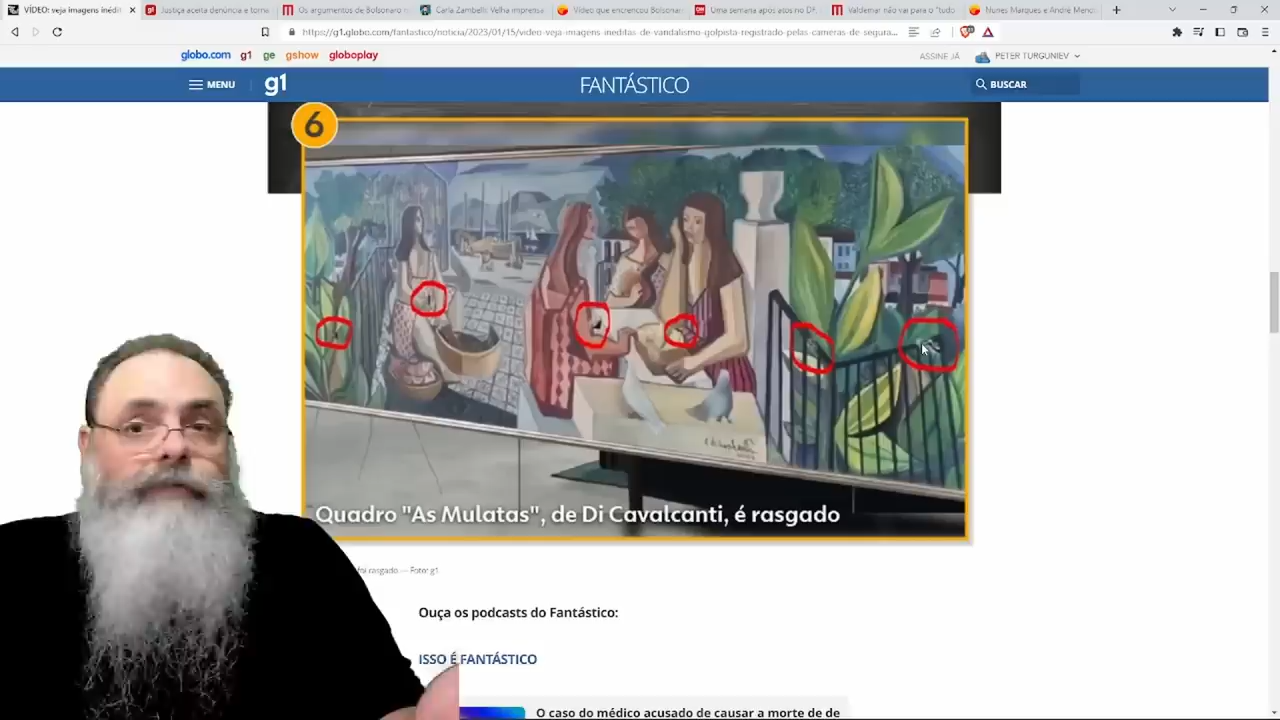 VÍDEO: veja imagens inédit
Justiça aceita denúncia e torna
Os argumentos de Bolsonaro n
Carla Zambelli: Velha imprensa
Vídeo que encrencou Bolsonar
Uma semana após atos no DF,
Valdemar não vai para o "tudo
Nunes Marques e André Mendo
https://g1.globo.com/fantastico/noticia/2023/01/15/video-veja-imagens-ineditas-de-vandalismo-golpista-registrado-pelas-cameras-de-segura...
globo.com g1 ge gshow globoplay
ASSINE JÁ
PETER TURGUNIEV
MENU
g1
FANTÁSTICO
BUSCAR
6
Quadro "As Mulatas", de Di Cavalcanti, é rasgado
foi rasgado — Foto: g1
Ouça os podcasts do Fantástico:
ISSO É FANTÁSTICO
O caso do médico acusado de causar a morte de de